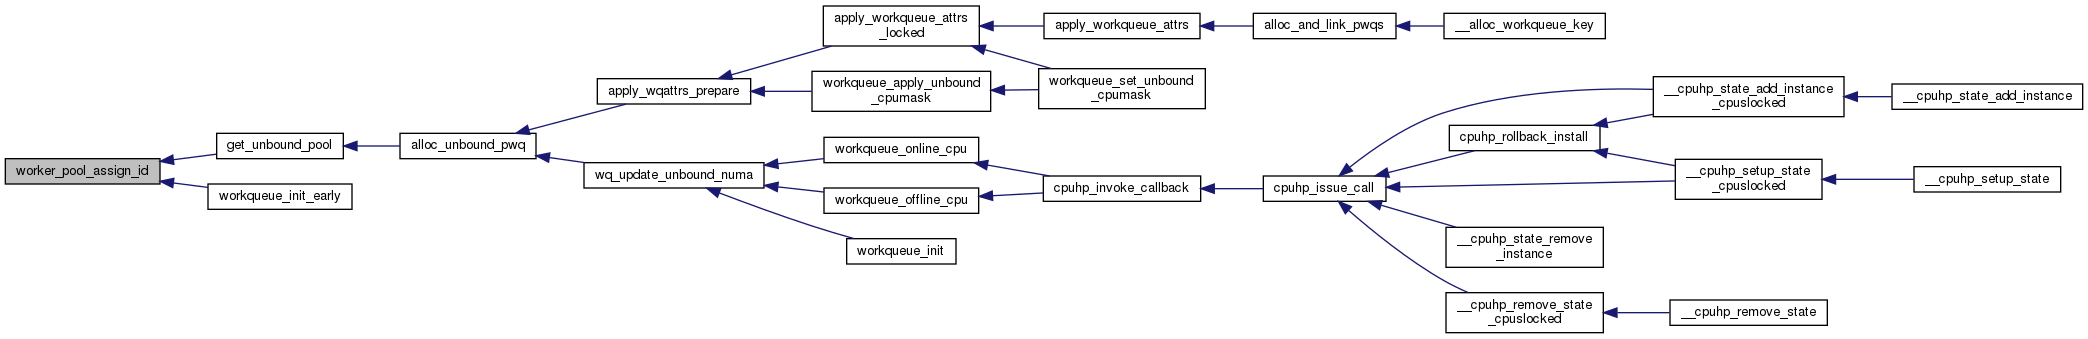 worker_pool_assign_id
get_unbound_pool
workqueue_init_early
alloc_unbound_pwq
apply_wqattrs_prepare
wq_update_unbound_numa
apply_workqueue_attrs
_locked
workqueue_apply_unbound
_cpumask
workqueue_online_cpu
workqueue_offline_cpu
workqueue_init
apply_workqueue_attrs
workqueue_set_unbound
_cpumask
cpuhp_invoke_callback
alloc_and_link_pwqs
cpuhp_issue_call
__alloc_workqueue_key
cpuhp_rollback_install
__cpuhp_state_remove
_instance
__cpuhp_remove_state
_cpuslocked
__cpuhp_state_add_instance
_cpuslocked
__cpuhp_setup_state
_cpuslocked
__cpuhp_remove_state
__cpuhp_state_add_instance
__cpuhp_setup_state